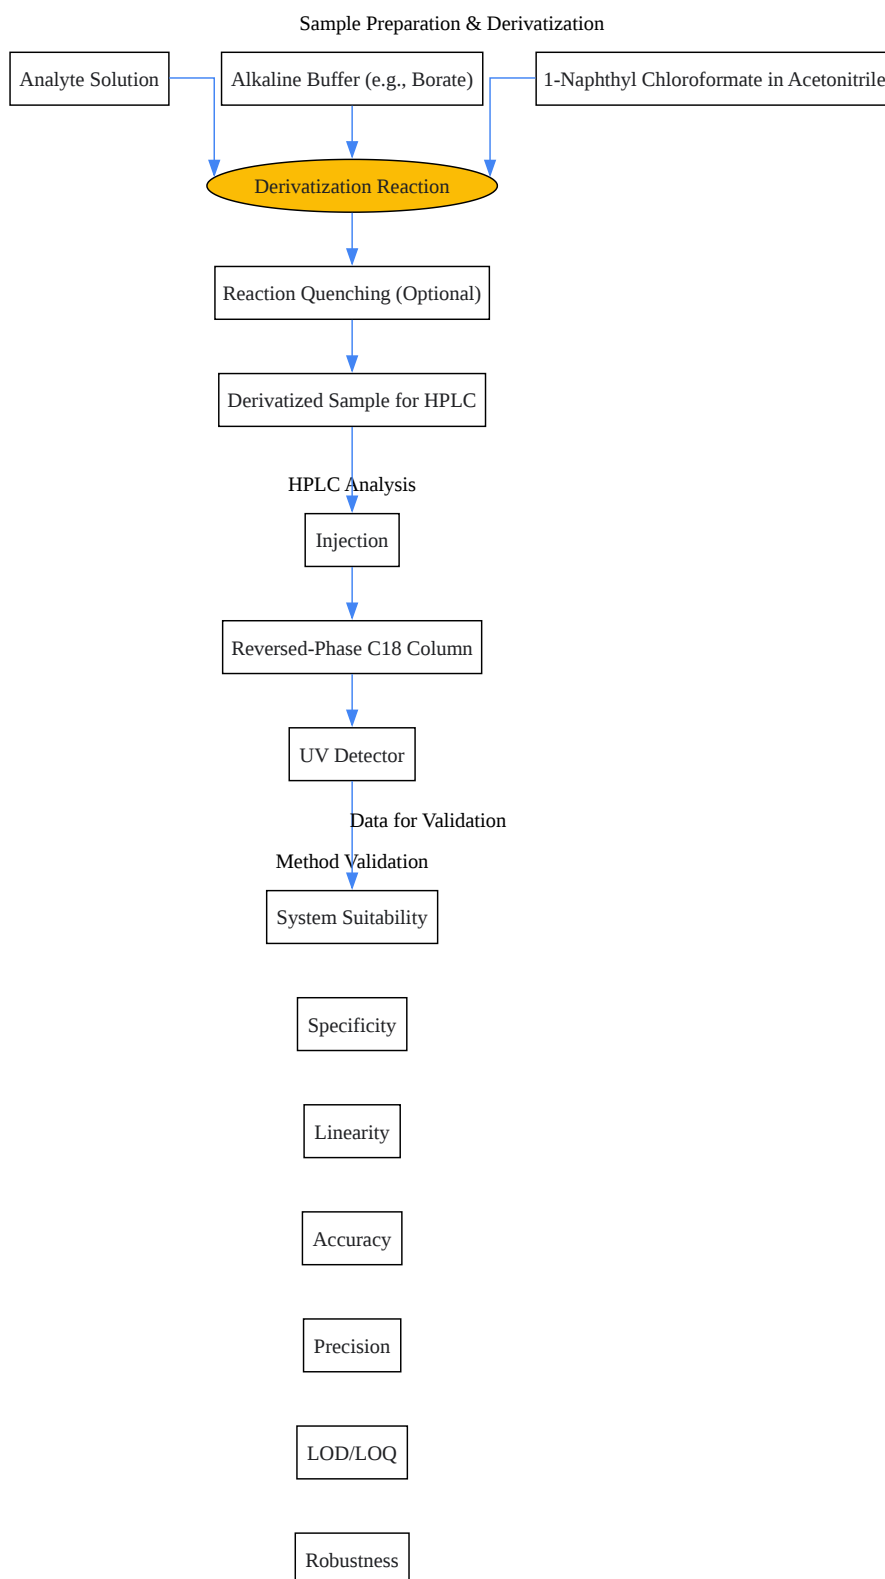 Sample Preparation & Derivatization
Analyte Solution
Alkaline Buffer (e.g., Borate)
1-Naphthyl Chloroformate in Acetonitrile
Derivatization Reaction
Reaction Quenching (Optional)
Derivatized Sample for HPLC
HPLC Analysis
Injection
Reversed-Phase C18 Column
UV Detector
Data for Validation
Method Validation
System Suitability
Specificity
Linearity
Accuracy
Precision
LOD/LOQ
Robustness